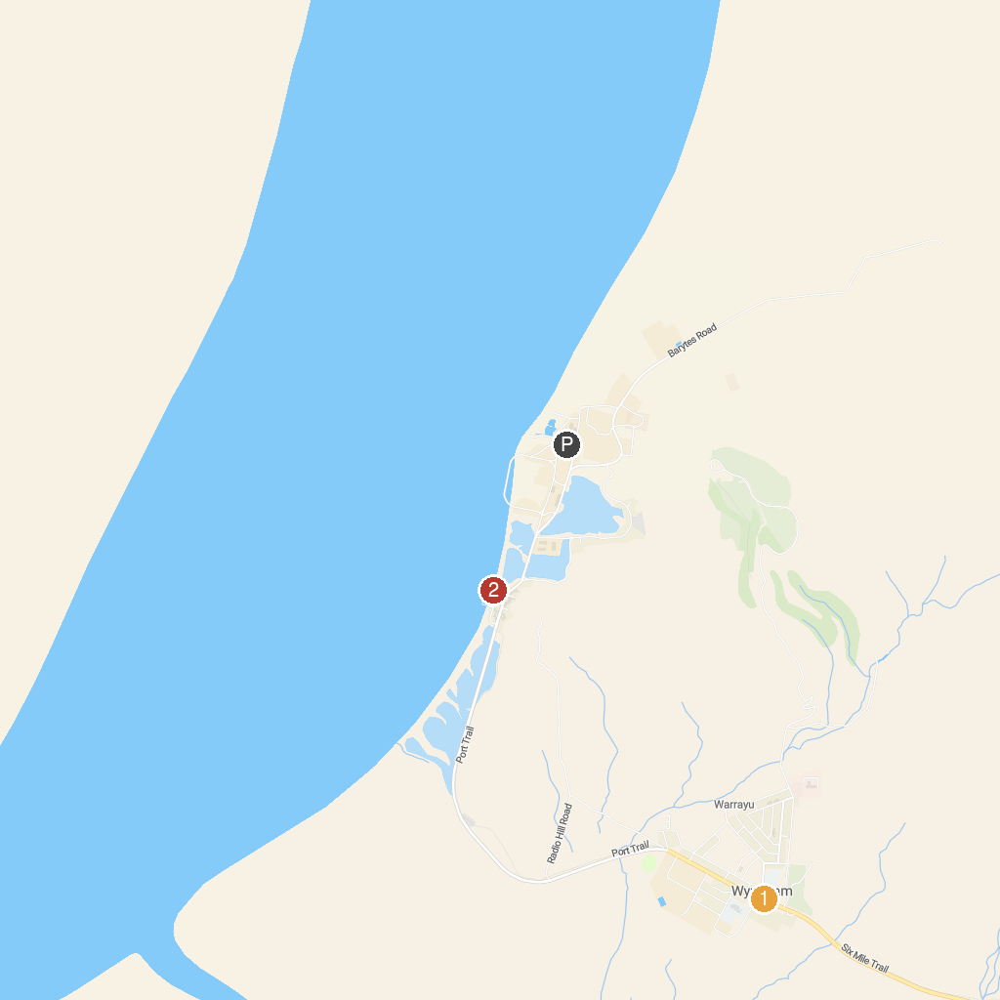 Barytes Road
P
2
Port Trail
Radio Hill Road
Warrayu
Port Trail
1
Six Mile Trail